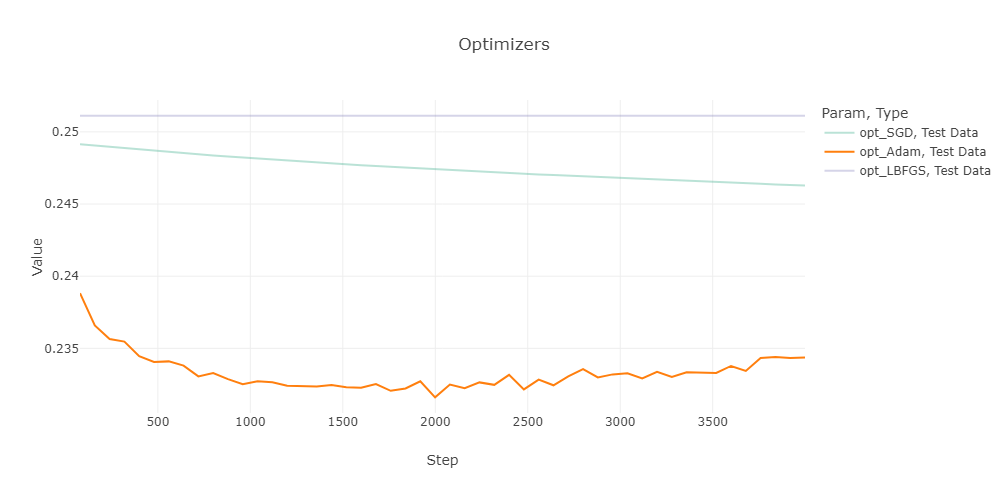 Optimizers
Param, Type
opt_SGD, Test Data
opt_Adam, Test Data
opt_LBFGS, Test Data
Value
0.25
0.245
0.24
0.235
500 1000 1500 2000 2500 3000 3500
Step